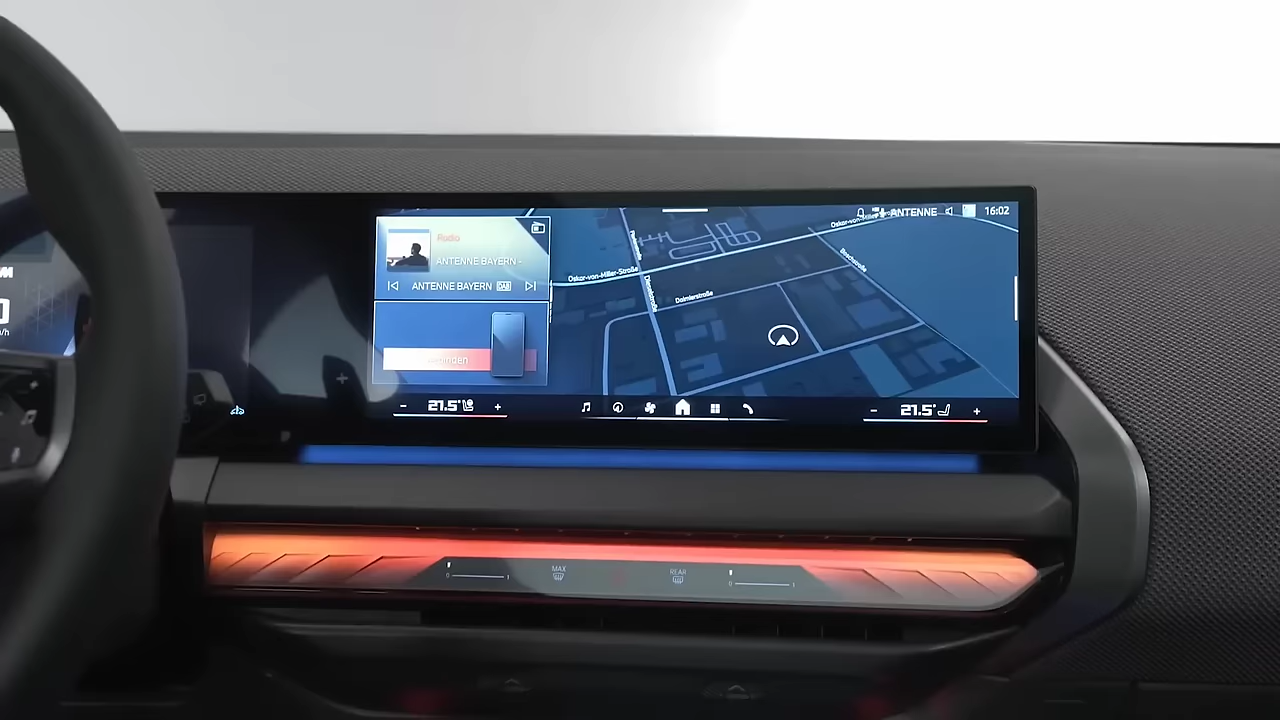 ANTENNE
16:02
Radio
ANTENNE BAYERN -
ANTENNE BAYERN DAB
Oskar-von-Miller-Straße
Daimlerstraße
21.5°
21.5°
MAX
REAR